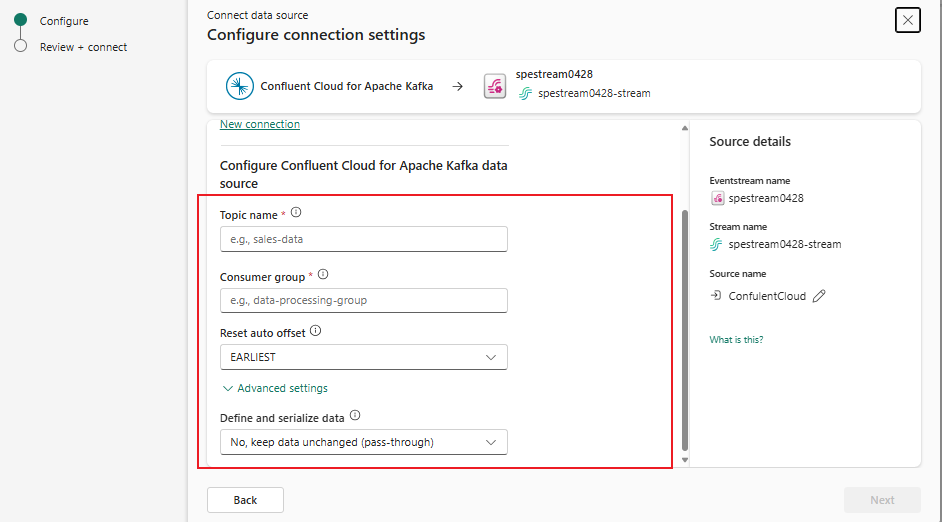 Configure
Review + connect
Connect data source
Configure connection settings
Confluent Cloud for Apache Kafka
spestream0428
spestream0428-stream
New connection
Configure Confluent Cloud for Apache Kafka data
source
Topic name *
e.g., sales-data
Consumer group *
e.g., data-processing-group
Reset auto offset
EARLIEST
Advanced settings
Define and serialize data
No, keep data unchanged (pass-through)
Source details
Eventstream name
spestream0428
Stream name
spestream0428-stream
Source name
ConfulentCloud
What is this?
Back
Next